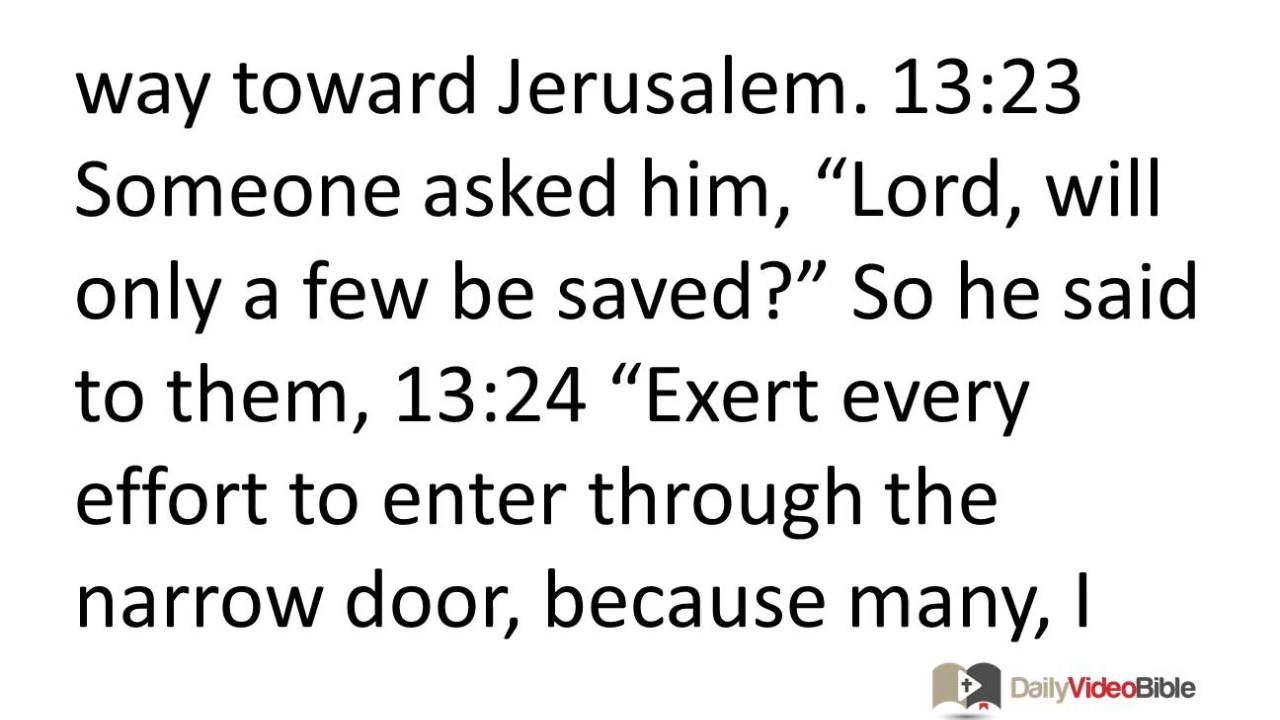 way toward Jerusalem. 13:23
Someone asked him, “Lord, will
only a few be saved?” So he said
to them, 13:24 “Exert every
effort to enter through the
narrow door, because many, I
DailyVideoBible